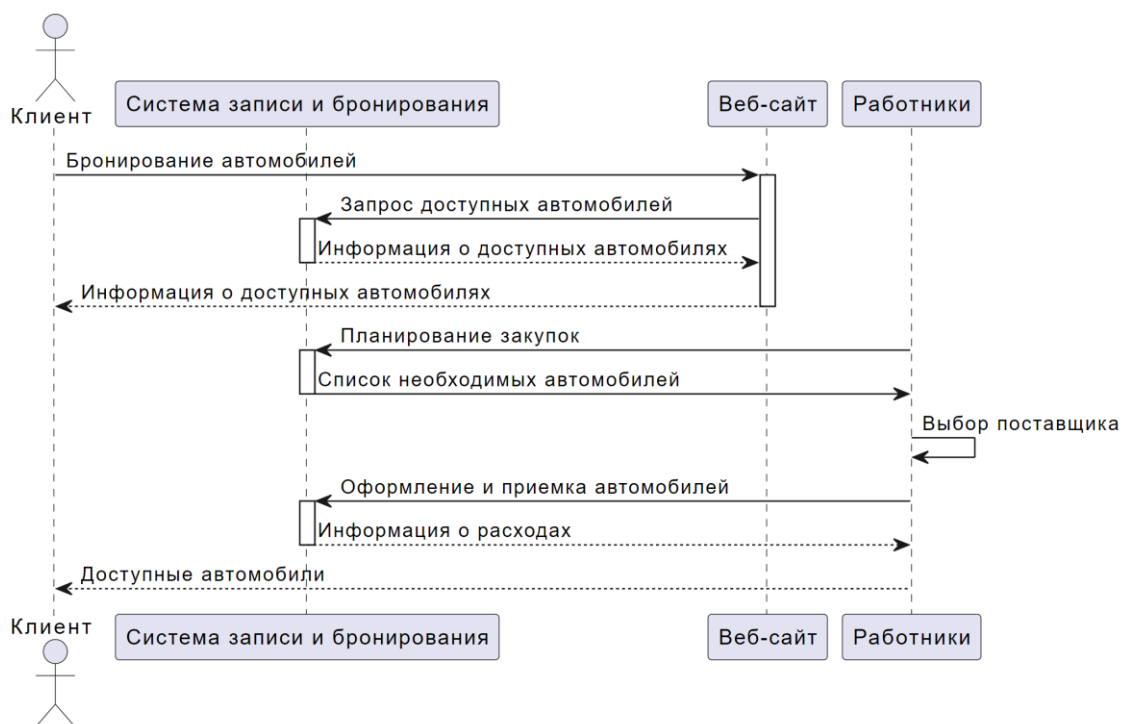 Клиент
Система записи и бронирования
Веб-сайт
Работники
Бронирование автомобилей
Запрос доступных автомобилей
Информация о доступных автомобилях
Информация о доступных автомобилях
Планирование закупок
Список необходимых автомобилей
Выбор поставщика
Оформление и приемка автомобилей
Информация о расходах
Доступные автомобили
Клиент
Система записи и бронирования
Веб-сайт
Работники